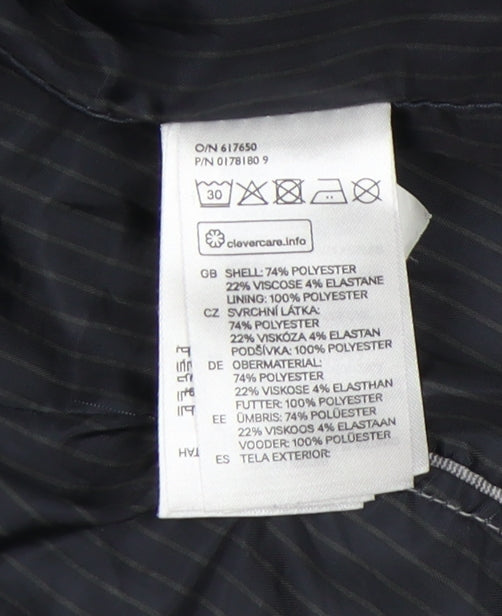 O/N 617650
P/N 0178180 9
30
clevercare.info
GB SHELL: 74% POLYESTER
22% VISCOSE 4% ELASTANE
LINING: 100% POLYESTER
CZ SVRCHNÍ LÁTKA:
74% POLYESTER
22% VISKÓZA 4% ELASTAN
PODŠÍVKA: 100% POLYESTER
DE OBERMATERIAL:
74% POLYESTER
22% VISKOSE 4% ELASTHAN
FUTTER: 100% POLYESTER
EE ÜMBRIS: 74% POLÜESTER
22% VISKOOS 4% ELASTAAN
VOODER: 100% POLÜESTER
ES TELA EXTERIOR: